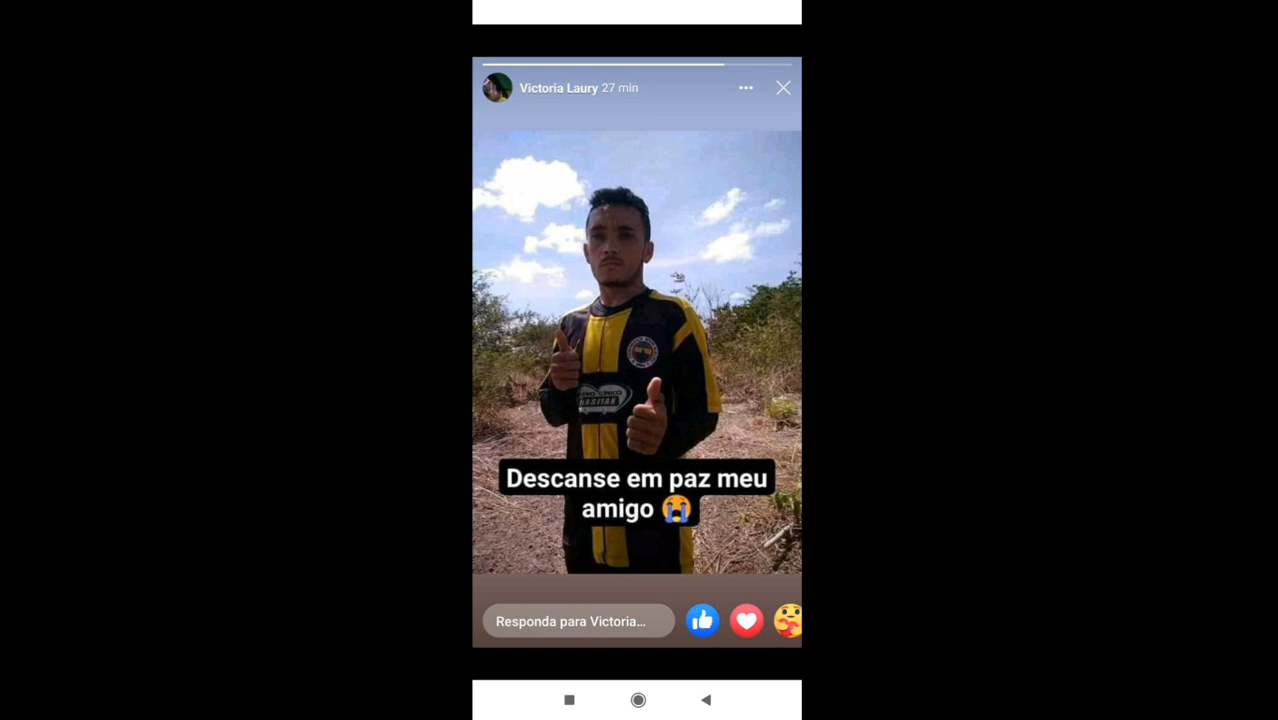 Victoria Laury 27 min
Descanse em paz meu
amigo 😭
Responda para Victoria...